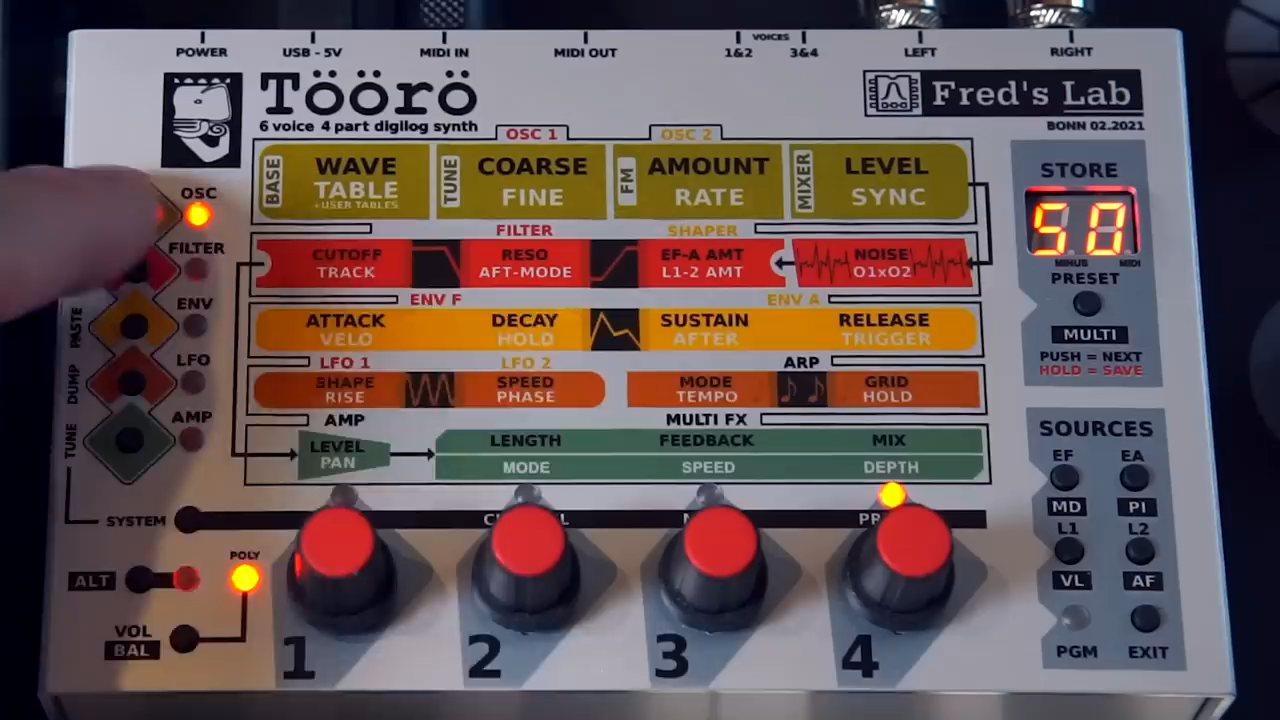 POWER USB - 5V MIDI IN MIDI OUT 1&2 VOICES 3&4 LEFT RIGHT
Töörö
6 voice 4 part digilog synth
Fred's Lab
BONN 02.2021
OSC 1 OSC 2
BASE WAVE TUNE COARSE FM AMOUNT MIXER LEVEL
TABLE FINE RATE SYNC
+USER TABLES
FILTER SHAPER
CUTOFF RESO EF-A AMT NOISE
TRACK AFT-MODE L1-2 AMT O1xO2
ENV F ENV A
ATTACK DECAY SUSTAIN RELEASE
VELO HOLD AFTER TRIGGER
LFO 1 LFO 2 ARP
SHAPE SPEED MODE GRID
RISE PHASE TEMPO HOLD
AMP MULTI FX
LEVEL LENGTH FEEDBACK MIX
PAN MODE SPEED DEPTH
OSC
FILTER
ENV
PASTE
LFO
DUMP
AMP
TUNE
SYSTEM
ALT
POLY
VOL
BAL
1 2 3 4
STORE
50
MINUS MIDI
PRESET
MULTI
PUSH = NEXT
HOLD = SAVE
SOURCES
EF EA
MD PI
L1 L2
VL AF
PGM EXIT